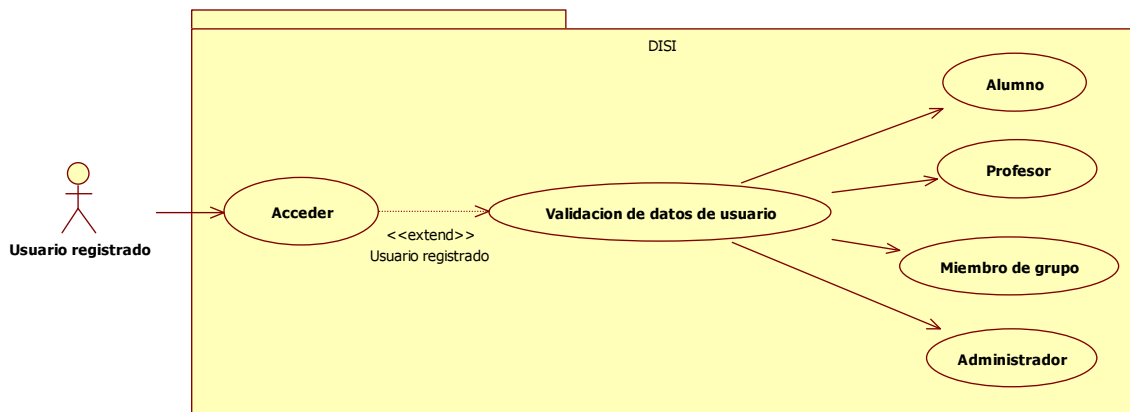 DISI
Alumno
Profesor
Acceder
Validacion de datos de usuario
<<extend>>
Usuario registrado
Usuario registrado
Miembro de grupo
Administrador